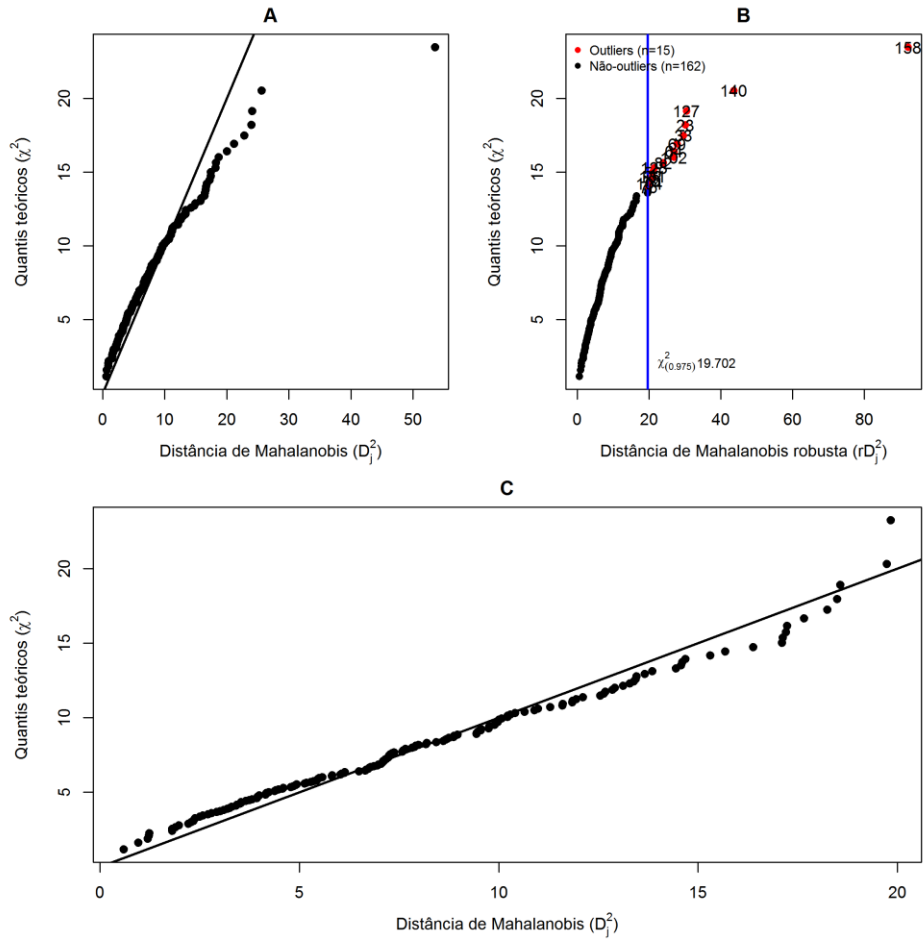 A
Quantis teóricos (χ²)
5
10
15
20
0
10
20
30
40
50
Distância de Mahalanobis (D²ⱼ)
B
Outliers (n=15)
Não-outliers (n=162)
158
140
127
Quantis teóricos (χ²)
5
10
15
20
χ²(0.975) 19.702
0
20
40
60
80
Distância de Mahalanobis robusta (rD²ⱼ)
C
Quantis teóricos (χ²)
5
10
15
20
0
5
10
15
20
Distância de Mahalanobis (D²ⱼ)